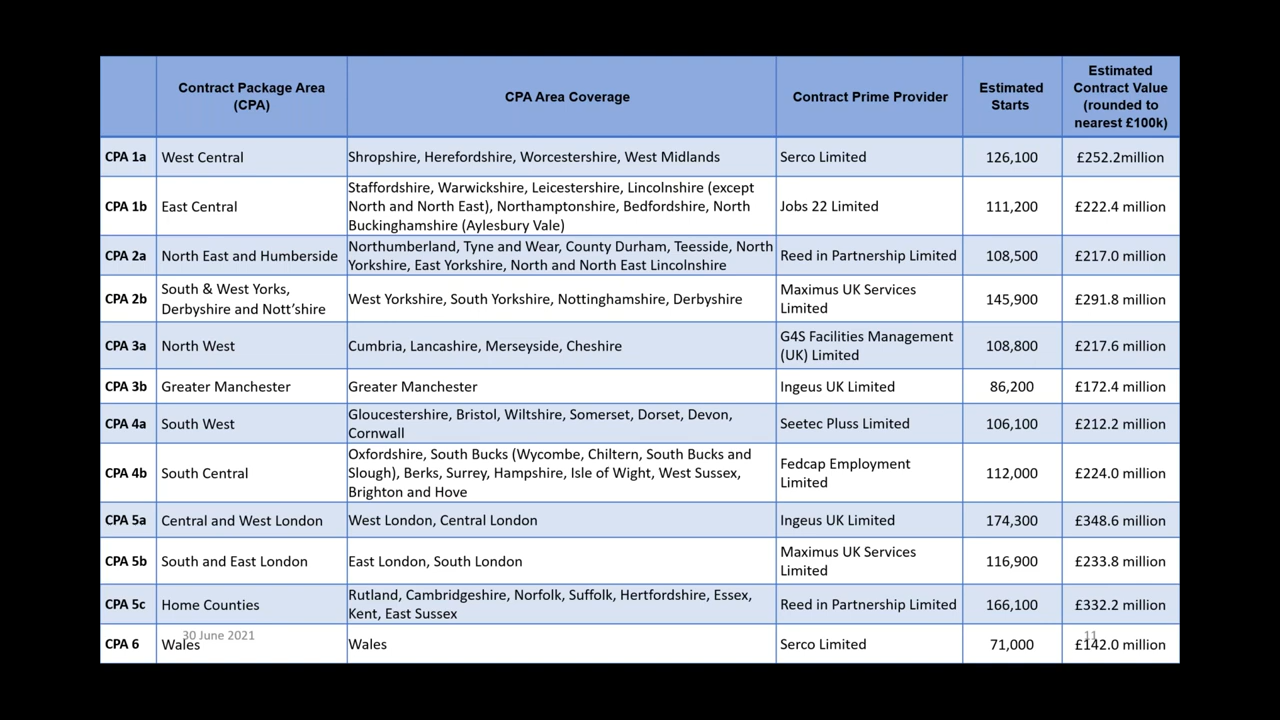 Contract Package Area
(CPA)
CPA Area Coverage
Contract Prime Provider
Estimated
Starts
Estimated
Contract Value
(rounded to
nearest £100k)
CPA 1a
West Central
Shropshire, Herefordshire, Worcestershire, West Midlands
Serco Limited
126,100
£252.2million
CPA 1b
East Central
Staffordshire, Warwickshire, Leicestershire, Lincolnshire (except
North and North East), Northamptonshire, Bedfordshire, North
Buckinghamshire (Aylesbury Vale)
Jobs 22 Limited
111,200
£222.4 million
CPA 2a
North East and Humberside
Northumberland, Tyne and Wear, County Durham, Teesside, North
Yorkshire, East Yorkshire, North and North East Lincolnshire
Reed in Partnership Limited
108,500
£217.0 million
CPA 2b
South & West Yorks,
Derbyshire and Nott’shire
West Yorkshire, South Yorkshire, Nottinghamshire, Derbyshire
Maximus UK Services
Limited
145,900
£291.8 million
CPA 3a
North West
Cumbria, Lancashire, Merseyside, Cheshire
G4S Facilities Management
(UK) Limited
108,800
£217.6 million
CPA 3b
Greater Manchester
Greater Manchester
Ingeus UK Limited
86,200
£172.4 million
CPA 4a
South West
Gloucestershire, Bristol, Wiltshire, Somerset, Dorset, Devon,
Cornwall
Seetec Pluss Limited
106,100
£212.2 million
CPA 4b
South Central
Oxfordshire, South Bucks (Wycombe, Chiltern, South Bucks and
Slough), Berks, Surrey, Hampshire, Isle of Wight, West Sussex,
Brighton and Hove
Fedcap Employment
Limited
112,000
£224.0 million
CPA 5a
Central and West London
West London, Central London
Ingeus UK Limited
174,300
£348.6 million
CPA 5b
South and East London
East London, South London
Maximus UK Services
Limited
116,900
£233.8 million
CPA 5c
Home Counties
Rutland, Cambridgeshire, Norfolk, Suffolk, Hertfordshire, Essex,
Kent, East Sussex
Reed in Partnership Limited
166,100
£332.2 million
30 June 2021
11
CPA 6
Wales
Wales
Serco Limited
71,000
£142.0 million